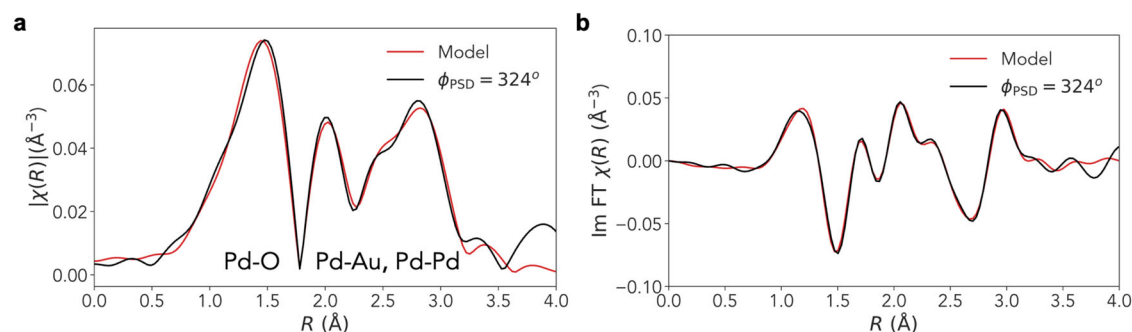 a
|χ(R)|(Å⁻³)
0.06
0.04
0.02
0.00
Model
ϕPSD = 324°
Pd-O
Pd-Au, Pd-Pd
0.0 0.5 1.0 1.5 2.0 2.5 3.0 3.5 4.0
R (Å)
b
Im FT χ(R) (Å⁻³)
0.10
0.05
0.00
−0.05
−0.10
Model
ϕPSD = 324°
0.0 0.5 1.0 1.5 2.0 2.5 3.0 3.5 4.0
R (Å)